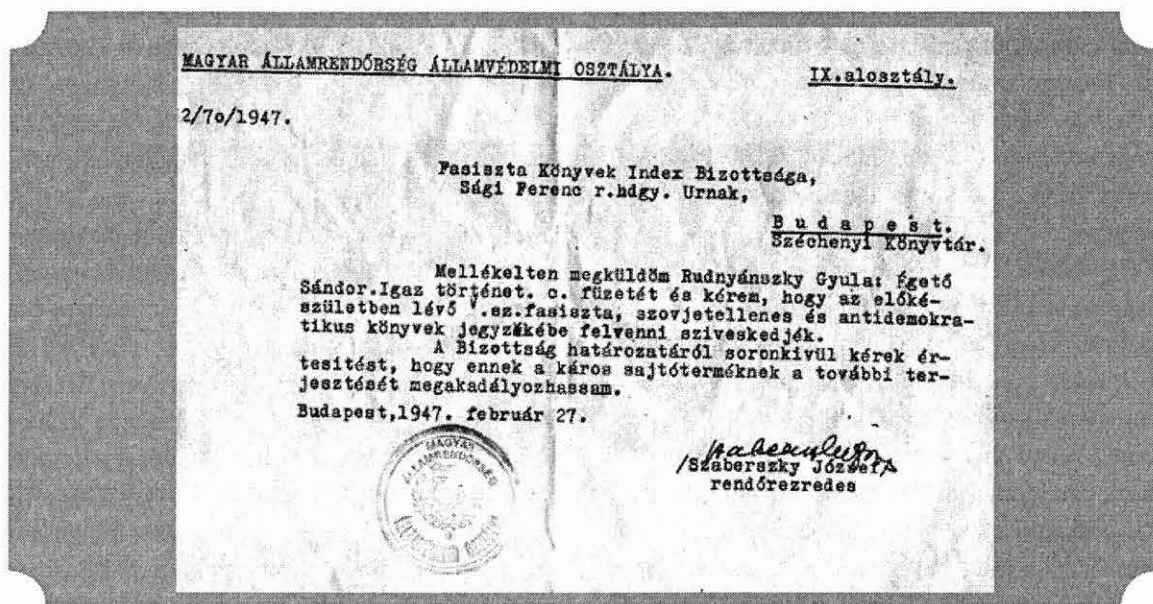 MAGYAR ÁLLAMRENDŐRSÉG ÁLLAMVÉDELMI OSZTÁLYA.
IX.alosztály.
2/7o/1947.
Fasiszta Könyvek Index Bizottsága,
Sági Ferenc r.hdgy. Urnak,
B u d a p e s t.
Széchenyi Könyvtár.
Mellékelten megküldöm Rudnyánszky Gyula: Égető
Sándor.Igaz történet. c. füzetét és kérem, hogy az előké-
születben lévő .sz.fasiszta, szovjetellenes és antidemokra-
tikus könyvek jegyzékébe felvenni sziveskedjék.
A Bizottság határozatáról soronkivül kérek ér-
tesitést, hogy ennek a káros sajtóterméknek a további ter-
jesztését megakadályozhassam.
Budapest,1947. február 27.
MAGYAR
ÁLLAMRENDŐRSÉG
/Szaberszky József/
rendőrezredes